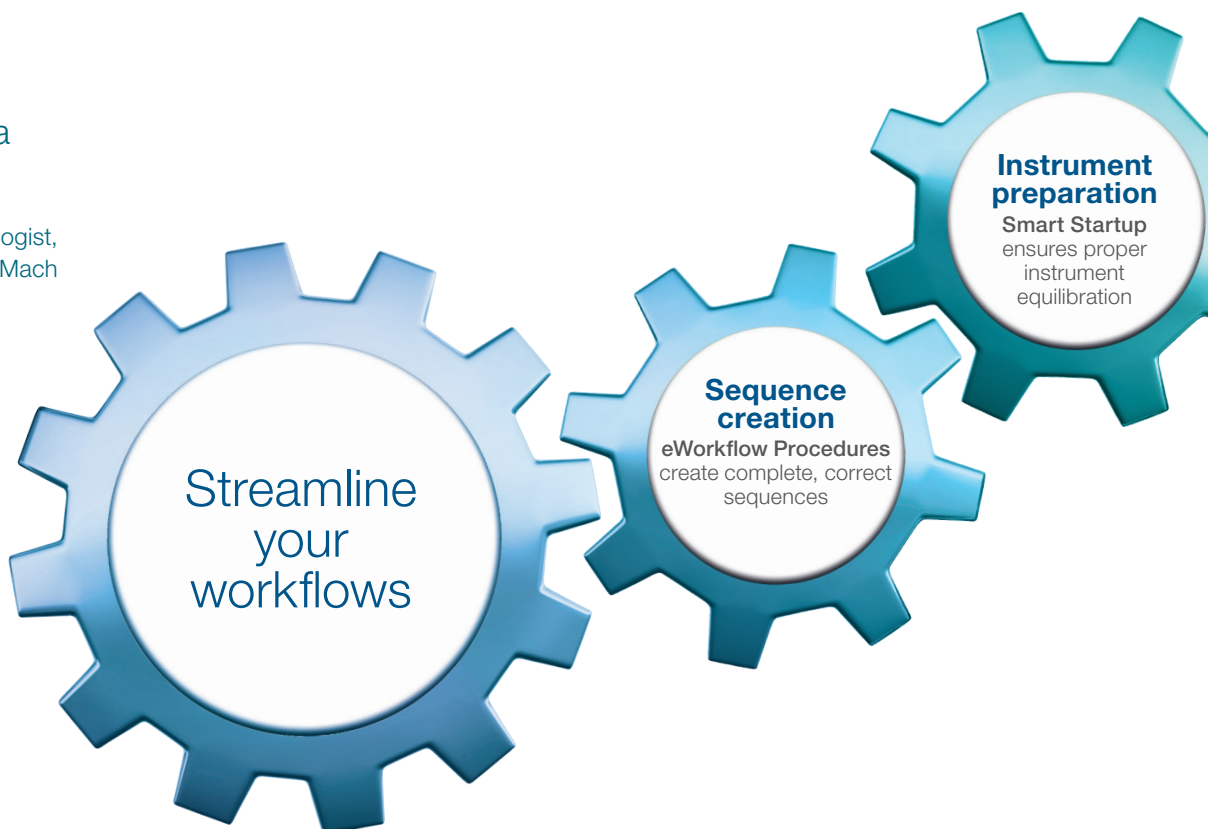 a
ogist,
Mach
Instrument
preparation
Smart Startup
ensures proper
instrument
equilibration
Sequence
creation
eWorkflow Procedures
create complete, correct
sequences
Streamline
your
workflows